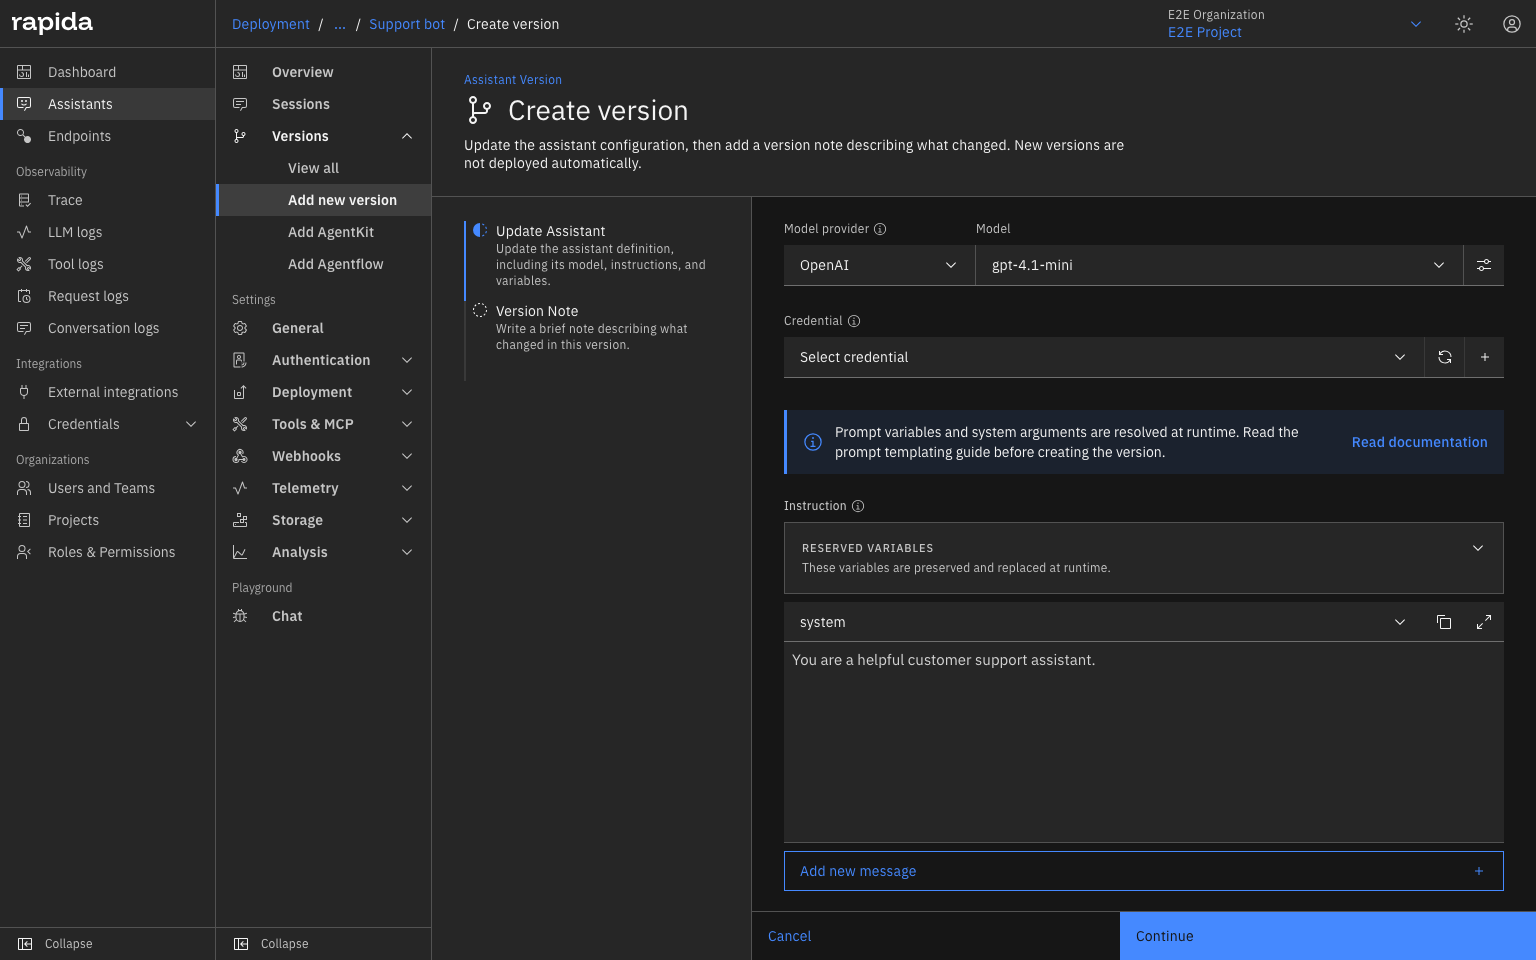 rapida
Deployment / ... / Support bot / Create version
E2E Organization
E2E Project
Dashboard
Assistants
Endpoints
Observability
Trace
LLM logs
Tool logs
Request logs
Conversation logs
Integrations
External integrations
Credentials
Organizations
Users and Teams
Projects
Roles & Permissions
Collapse
Overview
Sessions
Versions
View all
Add new version
Add AgentKit
Add Agentflow
Settings
General
Authentication
Deployment
Tools & MCP
Webhooks
Telemetry
Storage
Analysis
Playground
Chat
Collapse
Assistant Version
Create version
Update the assistant configuration, then add a version note describing what changed. New versions are
not deployed automatically.
Update Assistant
Update the assistant definition,
including its model, instructions, and
variables.
Version Note
Write a brief note describing what
changed in this version.
Model provider
Model
OpenAI
gpt-4.1-mini
Credential
Select credential
Prompt variables and system arguments are resolved at runtime. Read the
prompt templating guide before creating the version.
Read documentation
Instruction
RESERVED VARIABLES
These variables are preserved and replaced at runtime.
system
You are a helpful customer support assistant.
Add new message
Cancel
Continue